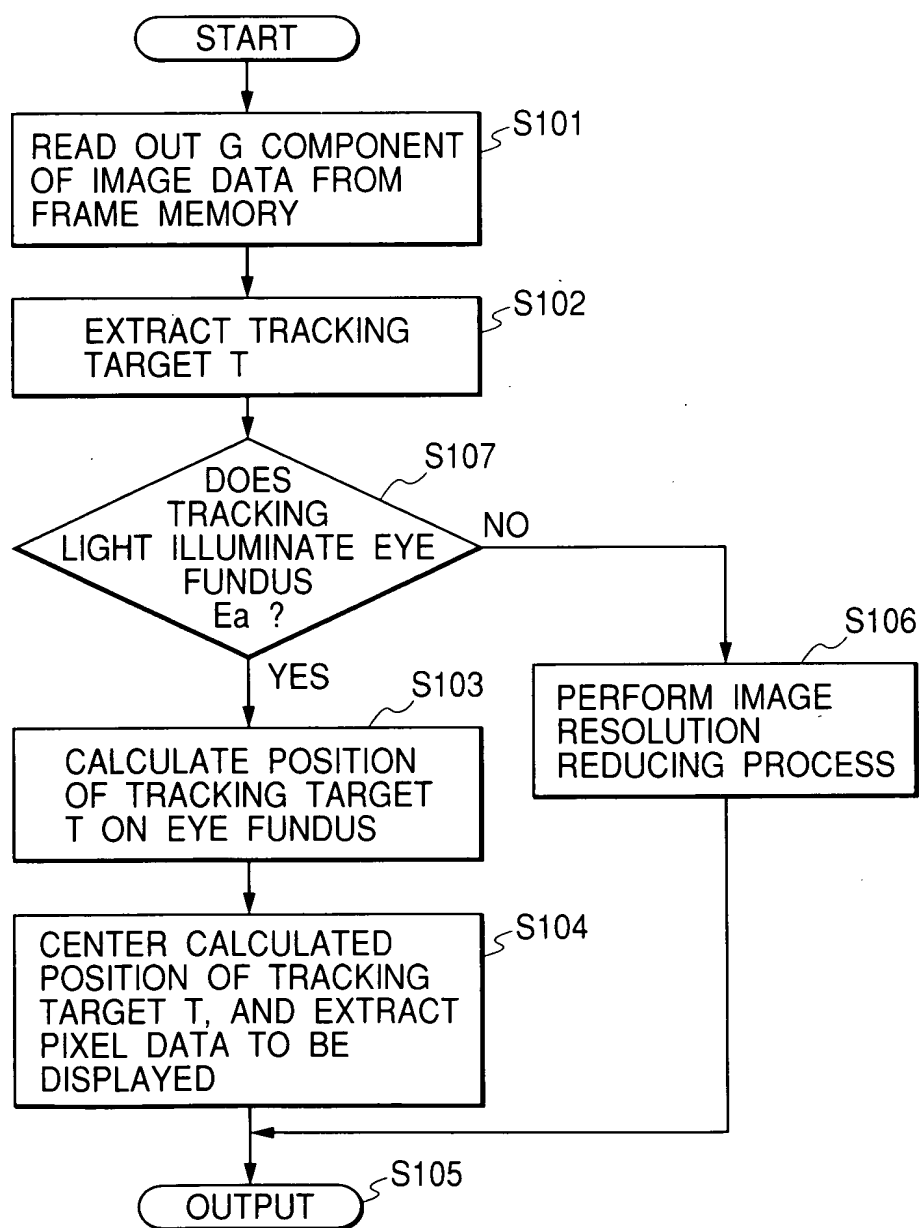 START
S101
READ OUT G COMPONENT
OF IMAGE DATA FROM
FRAME MEMORY
S102
EXTRACT TRACKING
TARGET T
S107
DOES
TRACKING
LIGHT ILLUMINATE EYE
FUNDUS
Ea ?
NO
YES
S106
PERFORM IMAGE
RESOLUTION
REDUCING PROCESS
S103
CALCULATE POSITION
OF TRACKING TARGET
T ON EYE FUNDUS
S104
CENTER CALCULATED
POSITION OF TRACKING
TARGET T, AND EXTRACT
PIXEL DATA TO BE
DISPLAYED
S105
OUTPUT